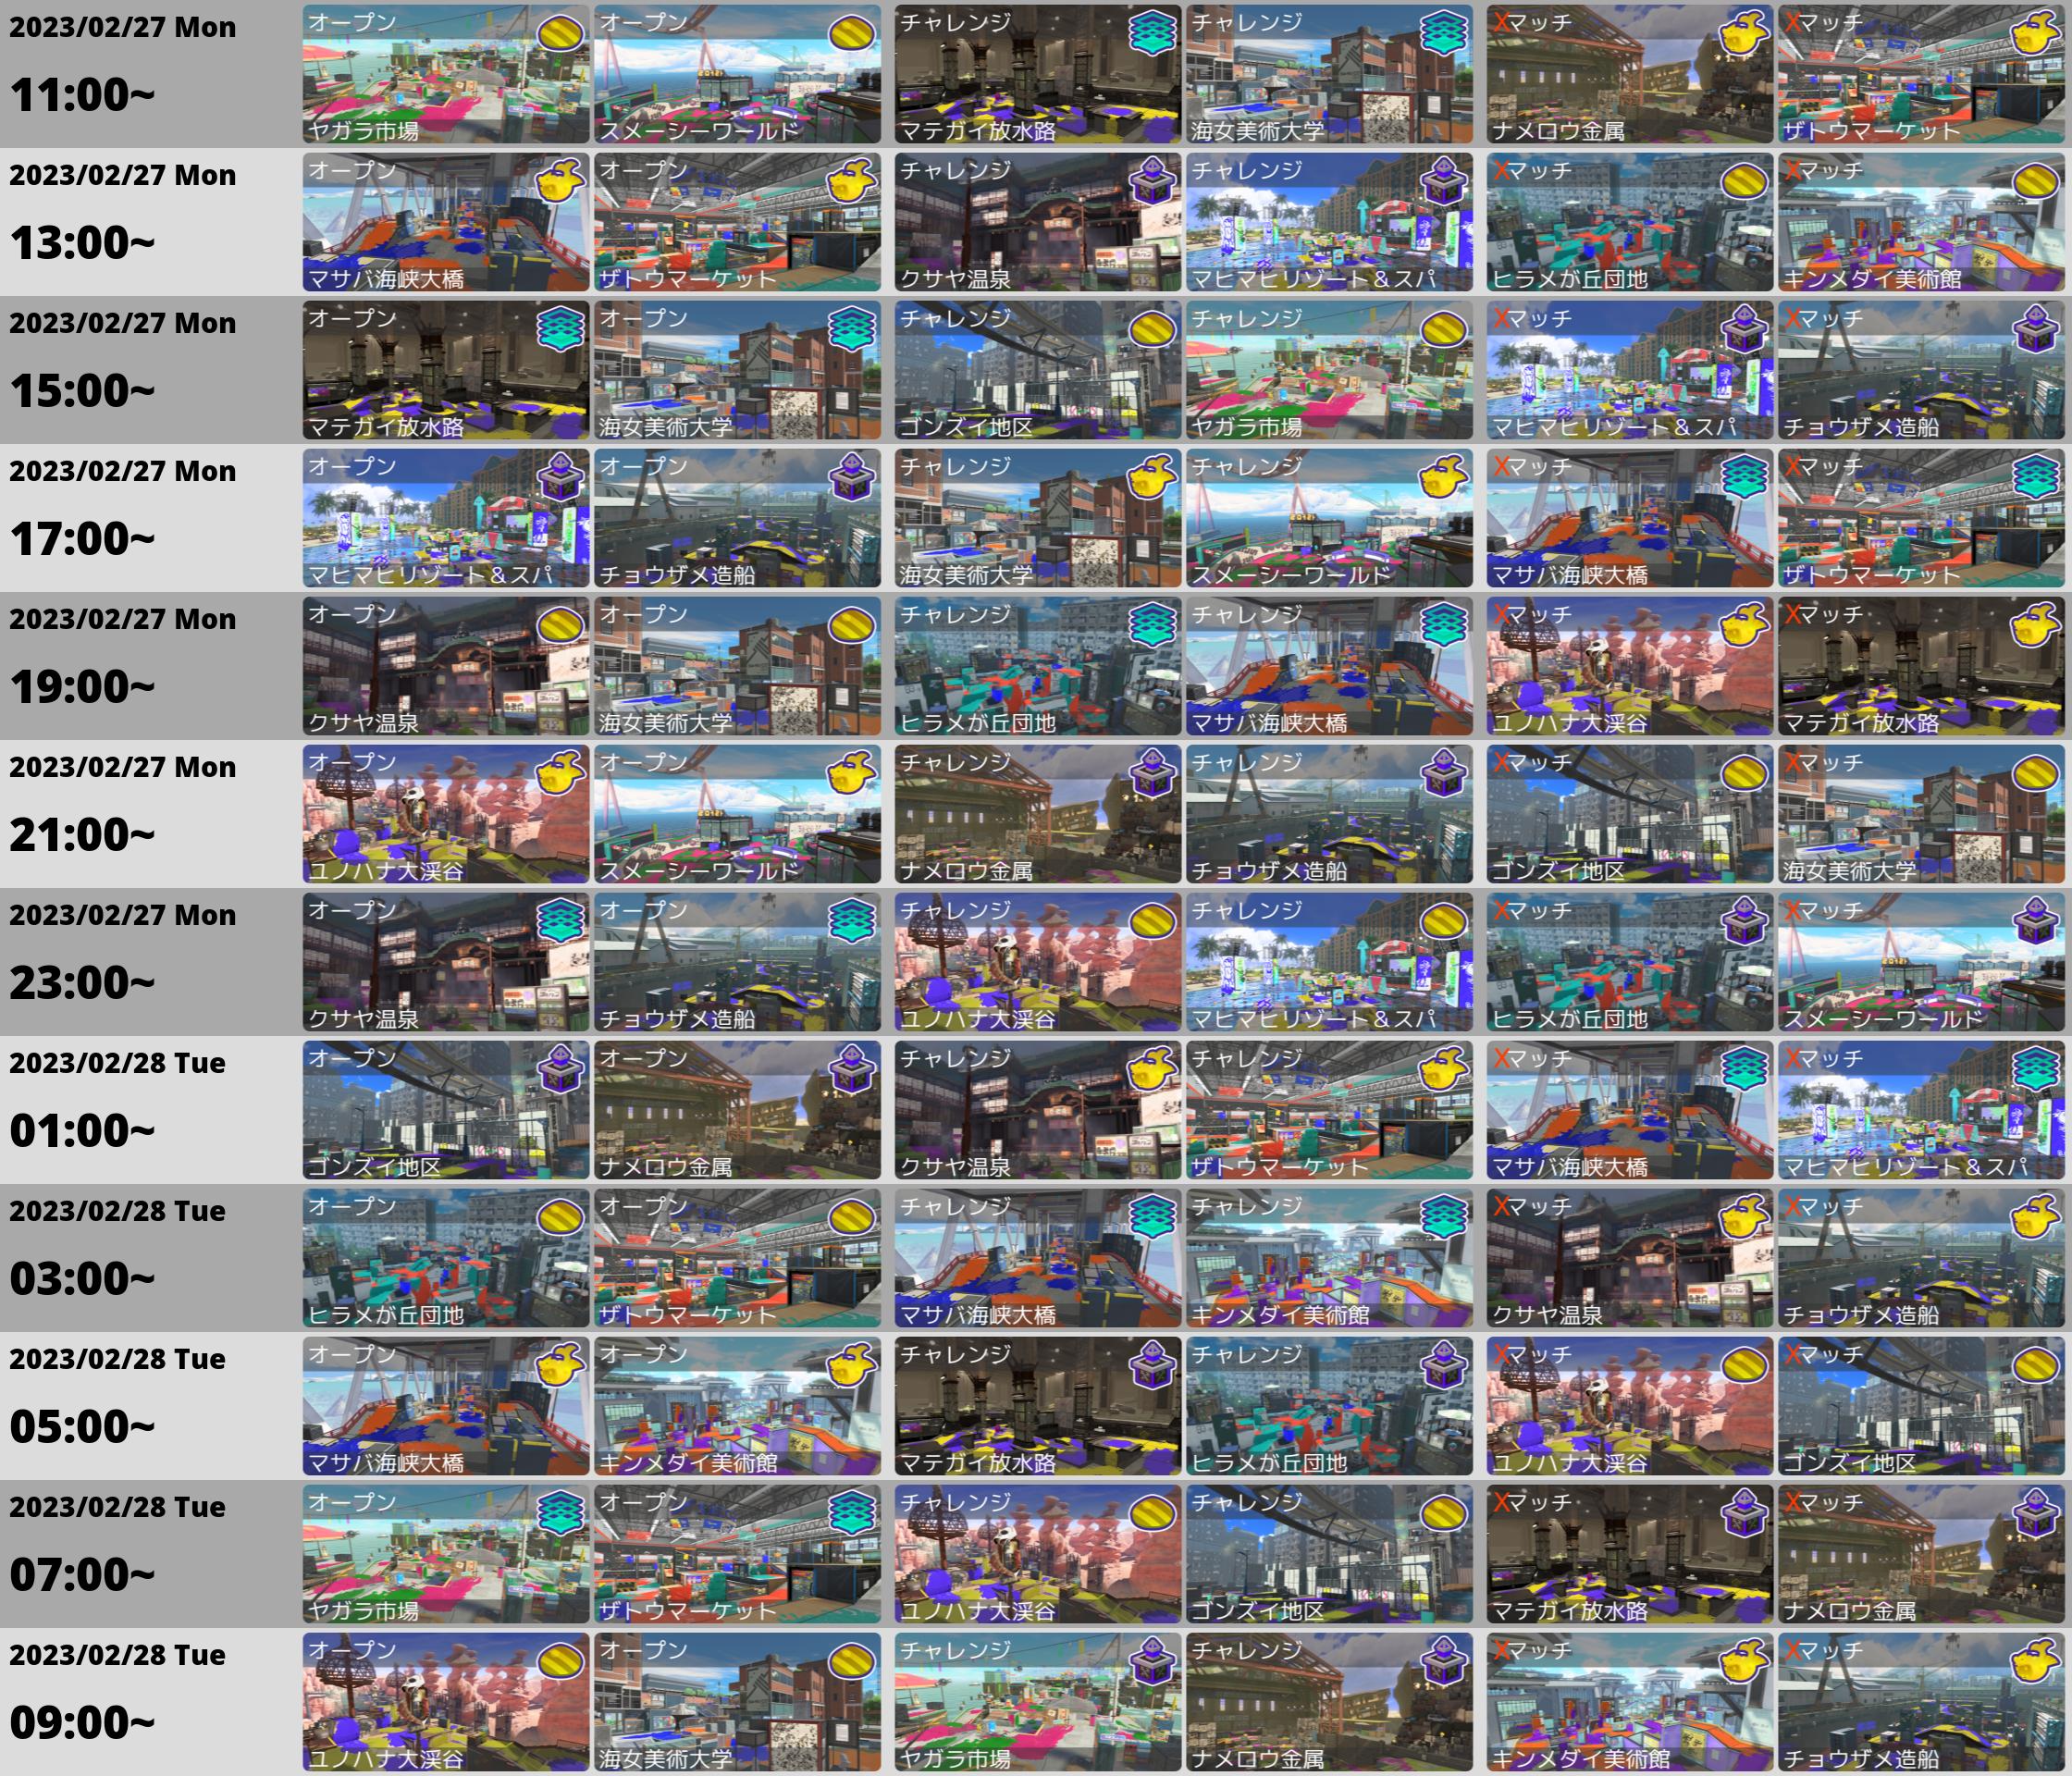 2023/02/27 Mon
11:00~
オープン オープン チャレンジ チャレンジ Xマッチ Xマッチ
ヤガラ市場 スメーシーワールド マテガイ放水路 海女美術大学 ナメロウ金属 ザトウマーケット
2023/02/27 Mon
13:00~
オープン オープン チャレンジ チャレンジ Xマッチ Xマッチ
マサバ海峡大橋 ザトウマーケット クサヤ温泉 マヒマヒリゾート&スパ ヒラメが丘団地 キンメダイ美術館
2023/02/27 Mon
15:00~
オープン オープン チャレンジ チャレンジ Xマッチ Xマッチ
マテガイ放水路 海女美術大学 ゴンズイ地区 ヤガラ市場 マヒマヒリゾート&スパ チョウザメ造船
2023/02/27 Mon
17:00~
オープン オープン チャレンジ チャレンジ Xマッチ Xマッチ
マヒマヒリゾート&スパ チョウザメ造船 海女美術大学 スメーシーワールド マサバ海峡大橋 ザトウマーケット
2023/02/27 Mon
19:00~
オープン オープン チャレンジ チャレンジ Xマッチ Xマッチ
クサヤ温泉 海女美術大学 ヒラメが丘団地 マサバ海峡大橋 ユノハナ大渓谷 マテガイ放水路
2023/02/27 Mon
21:00~
オープン オープン チャレンジ チャレンジ Xマッチ Xマッチ
ユノハナ大渓谷 スメーシーワールド ナメロウ金属 チョウザメ造船 ゴンズイ地区 海女美術大学
2023/02/27 Mon
23:00~
オープン オープン チャレンジ チャレンジ Xマッチ Xマッチ
クサヤ温泉 チョウザメ造船 ユノハナ大渓谷 マヒマヒリゾート&スパ ヒラメが丘団地 スメーシーワールド
2023/02/28 Tue
01:00~
オープン オープン チャレンジ チャレンジ Xマッチ Xマッチ
ゴンズイ地区 ナメロウ金属 クサヤ温泉 ザトウマーケット マサバ海峡大橋 マヒマヒリゾート&スパ
2023/02/28 Tue
03:00~
オープン オープン チャレンジ チャレンジ Xマッチ Xマッチ
ヒラメが丘団地 ザトウマーケット マサバ海峡大橋 キンメダイ美術館 クサヤ温泉 チョウザメ造船
2023/02/28 Tue
05:00~
オープン オープン チャレンジ チャレンジ Xマッチ Xマッチ
マサバ海峡大橋 キンメダイ美術館 マテガイ放水路 ヒラメが丘団地 ユノハナ大渓谷 ゴンズイ地区
2023/02/28 Tue
07:00~
オープン オープン チャレンジ チャレンジ Xマッチ Xマッチ
ヤガラ市場 ザトウマーケット ユノハナ大渓谷 ゴンズイ地区 マテガイ放水路 ナメロウ金属
2023/02/28 Tue
09:00~
オープン オープン チャレンジ チャレンジ Xマッチ Xマッチ
ユノハナ大渓谷 海女美術大学 ヤガラ市場 ナメロウ金属 キンメダイ美術館 チョウザメ造船